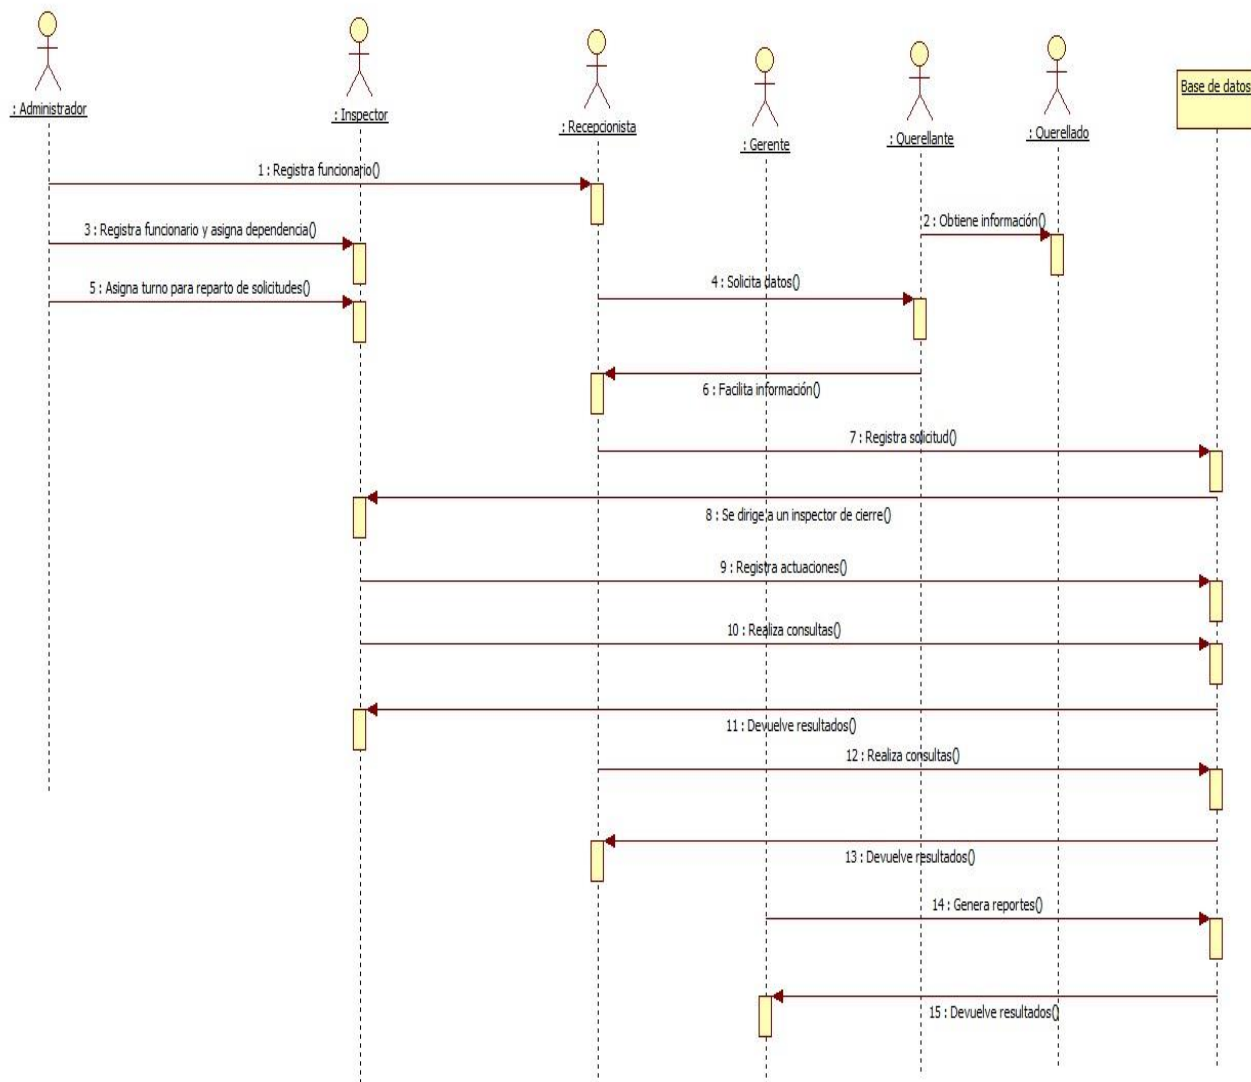 : Administrador
: Inspector
: Recepcionista
: Gerente
: Querellante
: Querellado
Base de datos
1 : Registra funcionario()
2 : Obtiene información()
3 : Registra funcionario y asigna dependencia()
4 : Solicita datos()
5 : Asigna turno para reparto de solicitudes()
6 : Facilita información()
7 : Registra solicitud()
8 : Se dirige a un inspector de cierre()
9 : Registra actuaciones()
10 : Realiza consultas()
11 : Devuelve resultados()
12 : Realiza consultas()
13 : Devuelve resultados()
14 : Genera reportes()
15 : Devuelve resultados()